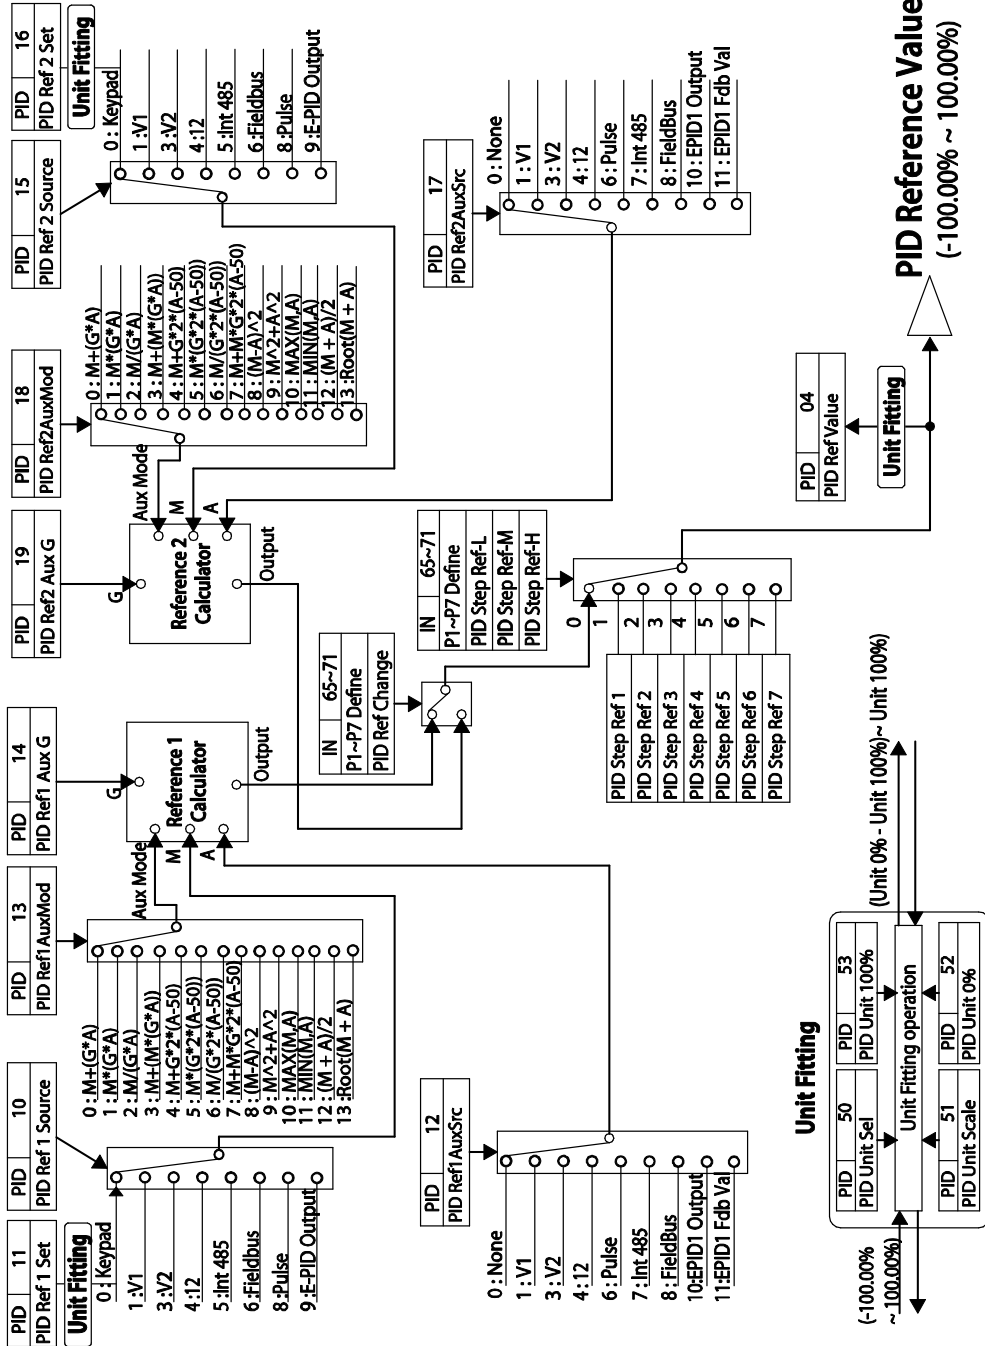 PID 11
PID Ref 1 Set
Unit Fitting
0 : Keypad
1 :V1
3 :V2
4 :I2
5 :Int 485
6 :Fieldbus
8 :Pulse
9 :E-PID Output
PID 10
PID Ref 1 Source
PID 13
PID Ref1AuxMod
0 : M+(G*A)
1 : M*(G*A)
2 : M/(G*A)
3 : M+(M*(G*A))
4 : M+G*2*(A-50)
5 : M*(G*2*(A-50))
6 : M/(G*2*(A-50))
7 : M+M*G*2*(A-50)
8 : (M-A)^2
9 : M^2+A^2
10 : MAX(M,A)
11 : MIN(M,A)
12 : (M + A)/2
13 :Root(M + A)
PID 14
PID Ref1 Aux G
Aux Mode
M
A
G
Reference 1
Calculator
Output
PID 12
PID Ref1AuxSrc
0 : None
1 : V1
3 : V2
4 : I2
6 : Pulse
7 : Int 485
8 : FieldBus
10:EPID1 Output
11:EPID1 Fdb Val
PID 19
PID Ref2 Aux G
G
Aux Mode
M
A
Reference 2
Calculator
Output
PID 18
PID Ref2AuxMod
0 : M+(G*A)
1 : M*(G*A)
2 : M/(G*A)
3 : M+(M*(G*A))
4 : M+G*2*(A-50)
5 : M*(G*2*(A-50))
6 : M/(G*2*(A-50))
7 : M+M*G*2*(A-50)
8 : (M-A)^2
9 : M^2+A^2
10 : MAX(M,A)
11 : MIN(M,A)
12 : (M + A)/2
13 :Root(M + A)
PID 15
PID Ref 2 Source
PID 16
PID Ref 2 Set
Unit Fitting
0 : Keypad
1 :V1
3 :V2
4 :I2
5 :Int 485
6 :Fieldbus
8 :Pulse
9 :E-PID Output
PID 17
PID Ref2AuxSrc
0 : None
1 : V1
3 : V2
4 : I2
6 : Pulse
7 : Int 485
8 : FieldBus
10 : EPID1 Output
11 : EPID1 Fdb Val
IN 65~71
P1~P7 Define
PID Ref Change
IN 65~71
P1~P7 Define
PID Step Ref-L
PID Step Ref-M
PID Step Ref-H
0
1
2
3
4
5
6
7
PID Step Ref 1
PID Step Ref 2
PID Step Ref 3
PID Step Ref 4
PID Step Ref 5
PID Step Ref 6
PID Step Ref 7
PID 04
PID Ref Value
Unit Fitting
PID Reference Value
(-100.00% ~ 100.00%)
Unit Fitting
PID 50
PID Unit Sel
PID 53
PID Unit 100%
Unit Fitting operation
PID 51
PID Unit Scale
PID 52
PID Unit 0%
(-100.00%
~ 100.00%)
(Unit 0% - Unit 100%)~ Unit 100%)